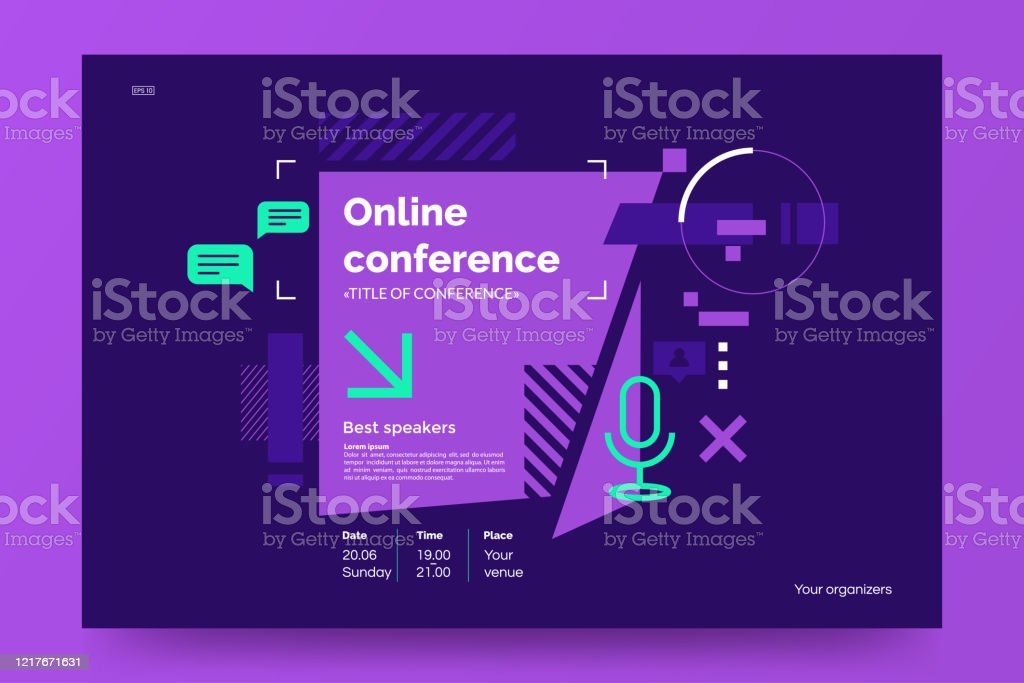 EPS 10
iStock
by Getty Images™
iStock
by Getty Images™
iStock
by Getty Images™
iStock
by Getty Images™
Online
conference
«TITLE OF CONFERENCE»
iStock
by Getty Images™
iStock
by Getty Images™
iStock
by Getty Images™
Best speakers
Lorem ipsum
Dolor sit amet, consectetur adipiscing elit, sed do
tempor incididunt ut labore et dolore magna
aliqua. Ut enim ad minim veniam, quis nostrud
exercitation ullamco laboris nisi ut aliquip ex ea
commodo consequat.
iStock
by Getty Images™
iStock
by Getty Images™
iStock
by Getty Images™
iStock
by Getty Images™
Date
20.06
Sunday
Time
19.00
–
21.00
Place
Your
venue
Your organizers
1217671631